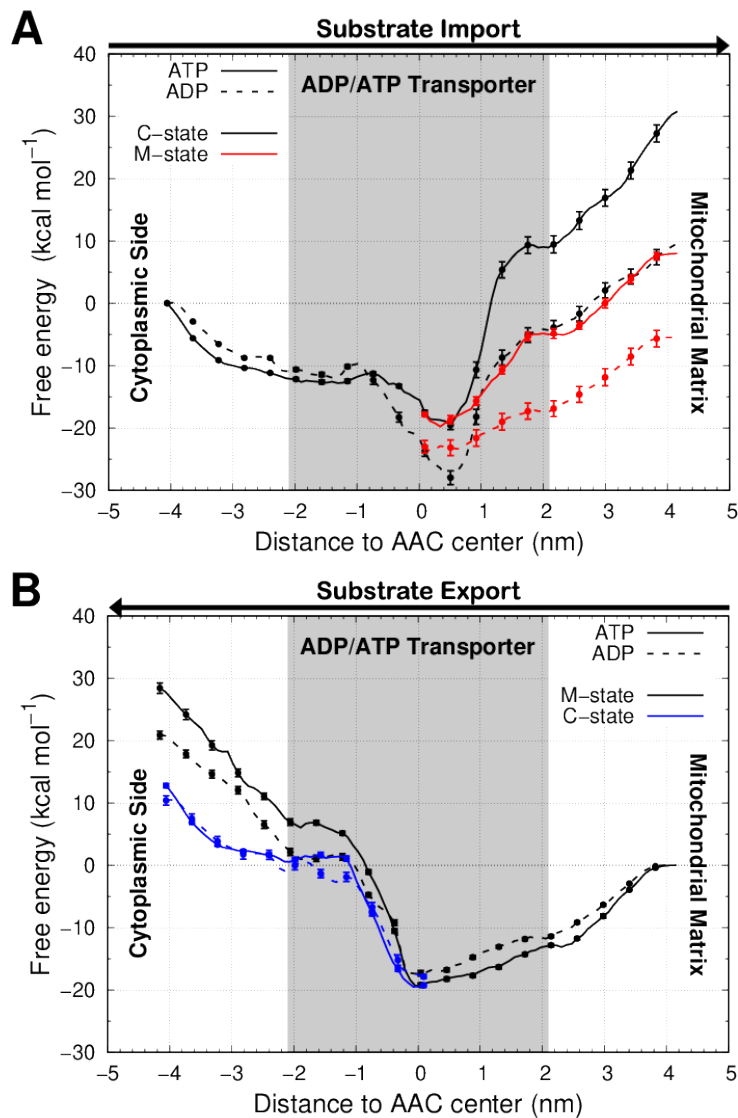 A
Substrate Import
40
30
20
10
0
−10
−20
−30
ATP
ADP
C−state
M−state
ADP/ATP Transporter
Cytoplasmic Side
Mitochondrial Matrix
Free energy (kcal mol−1)
−5 −4 −3 −2 −1 0 1 2 3 4 5
Distance to AAC center (nm)
B
Substrate Export
40
30
20
10
0
−10
−20
−30
ADP/ATP Transporter
ATP
ADP
M−state
C−state
Cytoplasmic Side
Mitochondrial Matrix
Free energy (kcal mol−1)
−5 −4 −3 −2 −1 0 1 2 3 4 5
Distance to AAC center (nm)